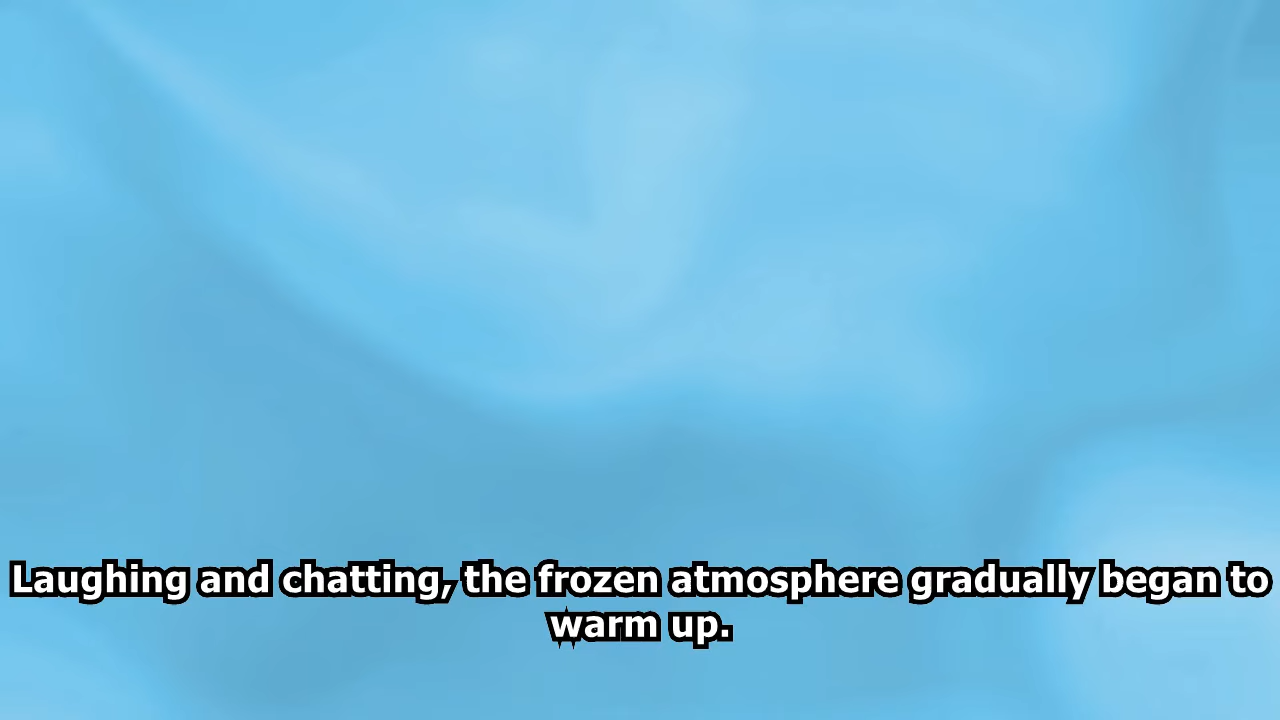 Laughing and chatting, the frozen atmosphere gradually began to
warm up.